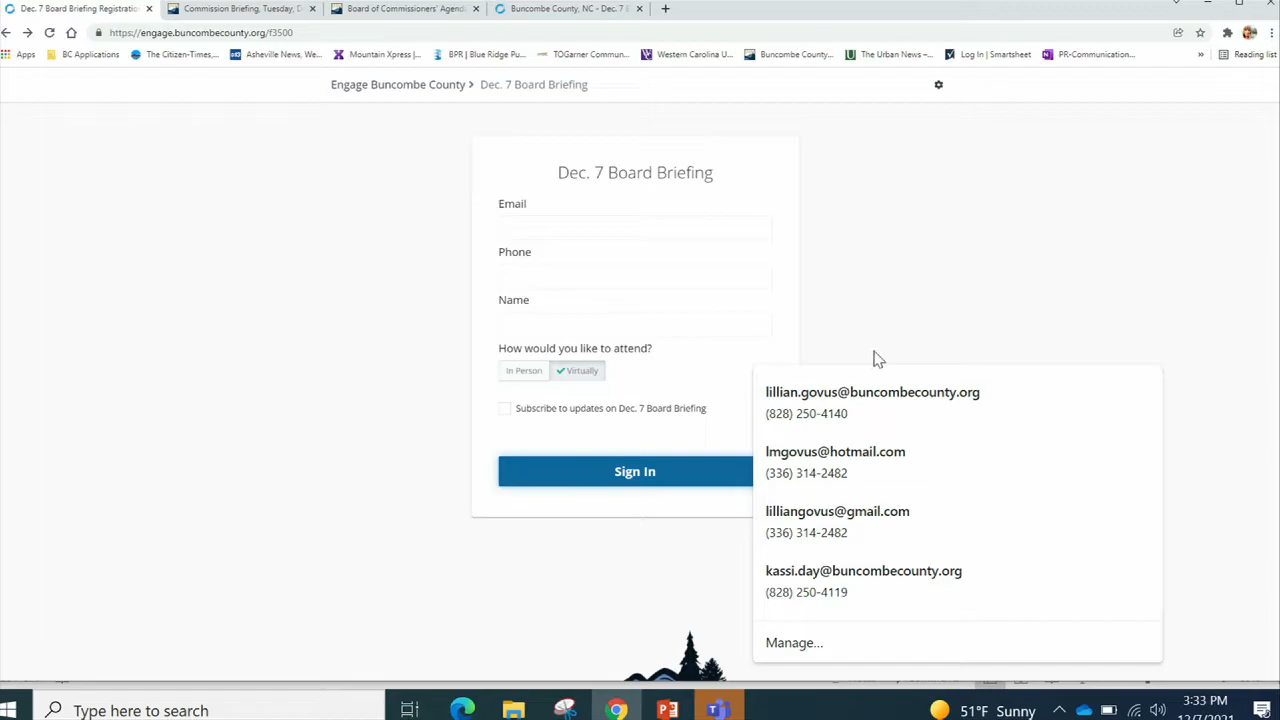 Dec. 7 Board Briefing Registratio
Commission Briefing, Tuesday, D
Board of Commissioners' Agenda
Buncombe County, NC - Dec. 7 B
https://engage.buncombecounty.org/f3500
Apps
BC Applications
The Citizen-Times,...
Asheville News, We...
Mountain Xpress |...
BPR | Blue Ridge Pu...
TOGarner Commun...
Western Carolina U...
Buncombe County...
The Urban News –...
Log In | Smartsheet
PR-Communication...
»
Reading list
Engage Buncombe County > Dec. 7 Board Briefing
Dec. 7 Board Briefing
Email
Phone
Name
How would you like to attend?
In Person
Virtually
Subscribe to updates on Dec. 7 Board Briefing
Sign In
lillian.govus@buncombecounty.org
(828) 250-4140
lmgovus@hotmail.com
(336) 314-2482
lilliangovus@gmail.com
(336) 314-2482
kassi.day@buncombecounty.org
(828) 250-4119
Manage...
Type here to search
51°F Sunny
3:33 PM
12/7/2021